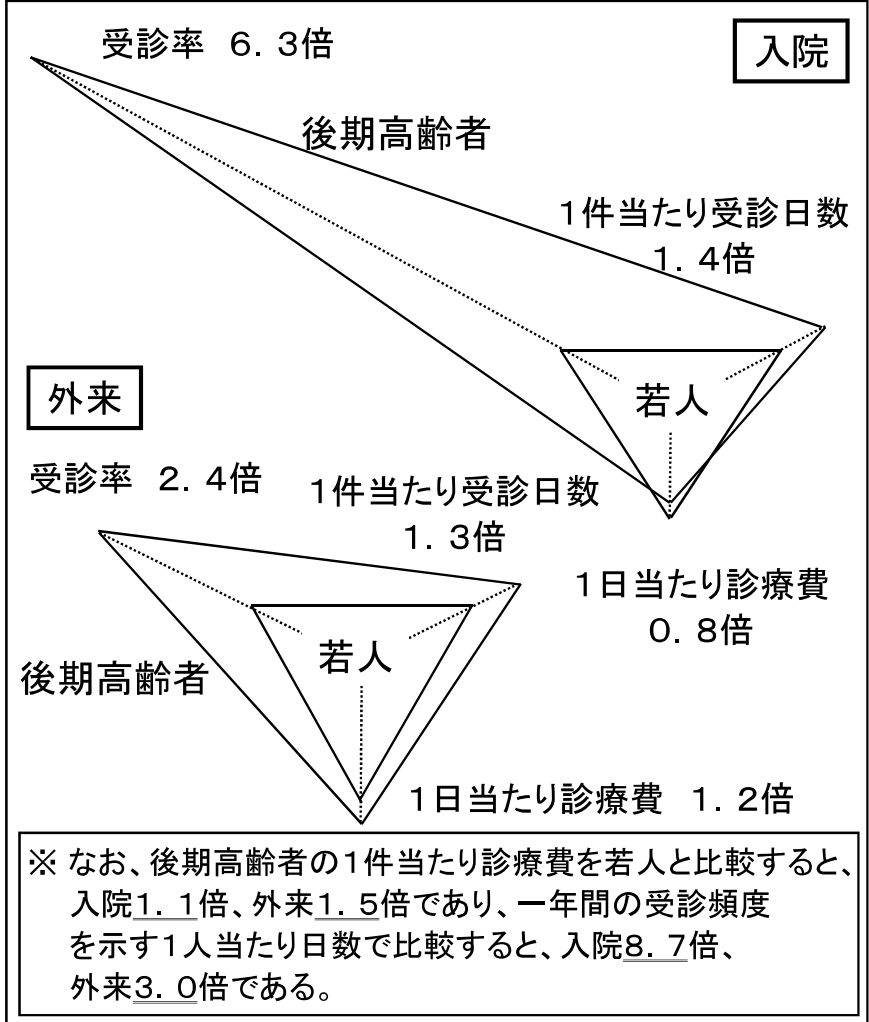 受診率 6．3倍
入院
後期高齢者
1件当たり受診日数
1．4倍
若人
1日当たり診療費
0．8倍
外来
受診率 2．4倍
1件当たり受診日数
1．3倍
若人
後期高齢者
1日当たり診療費 1．2倍
※ なお、後期高齢者の1件当たり診療費を若人と比較すると、
入院1．1倍、外来1．5倍であり、一年間の受診頻度
を示す1人当たり日数で比較すると、入院8．7倍、
外来3．0倍である。